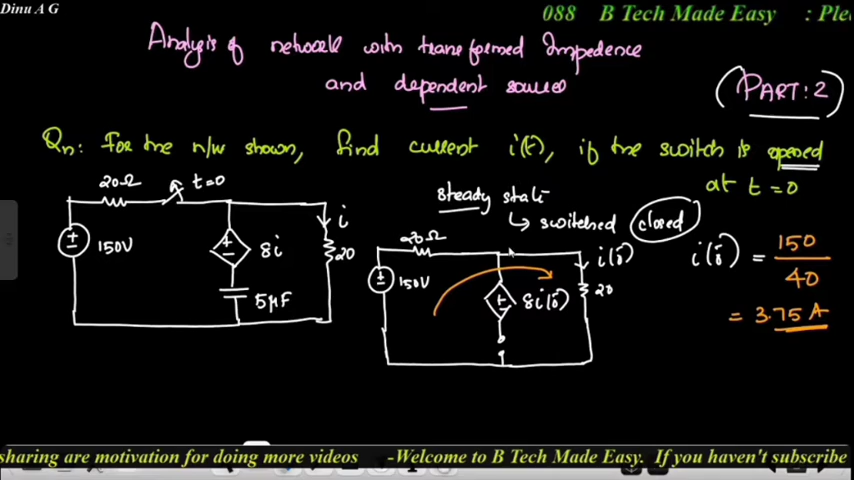 Dinu A G
088 B Tech Made Easy : Ple
Analysis of network with transformed Impedence
and dependent source
(PART:2)
Qn: For the n/w shown, find current i(t), if the switch is opened
at t=0
20Ω t=0
150V
8i
5μF
i
20
steady state
↳ switched closed
20Ω
150V
8i(0⁻)
i(0⁻)
20
i(0⁻) = 150
40
= 3.75 A
sharing are motivation for doing more videos -Welcome to B Tech Made Easy. If you haven't subscribe